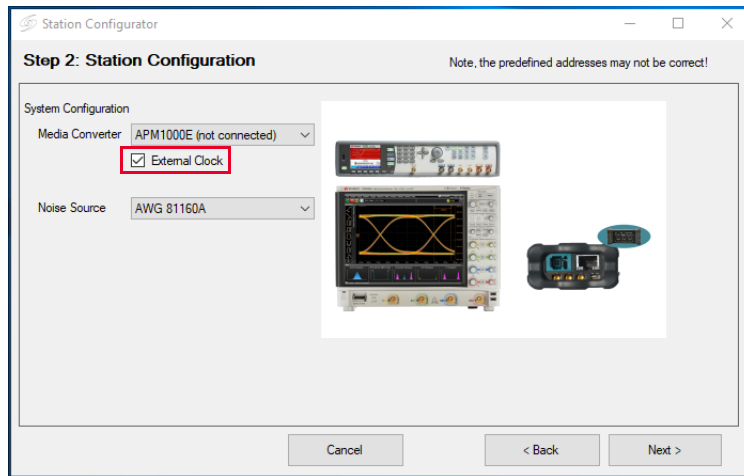 Station Configurator
Step 2: Station Configuration
Note, the predefined addresses may not be correct!
System Configuration
Media Converter APM1000E (not connected)
External Clock
Noise Source AWG 81160A
Cancel
< Back
Next >